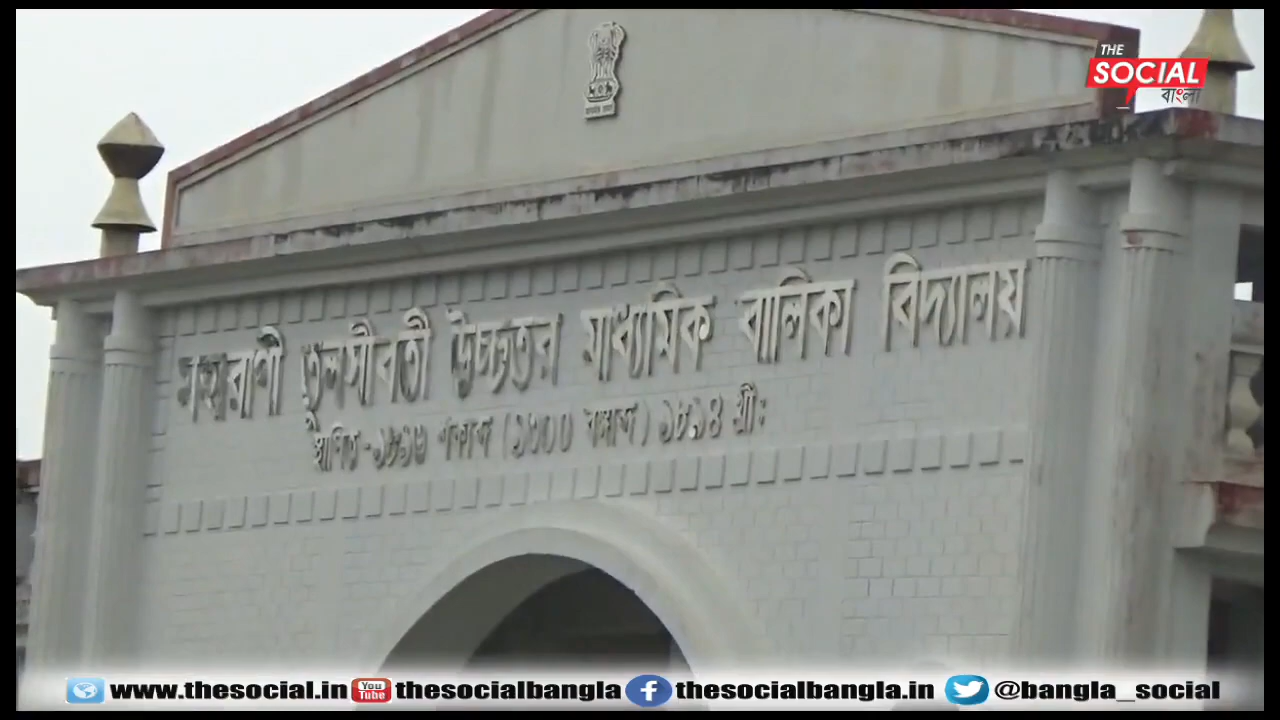 THE
SOCIAL
বাংলা
মহারাণী তুলসীবতী উচ্চতর মাধ্যমিক বালিকা বিদ্যালয়
স্থাপিত - ১৮১৬ শকাব্দ (১৩০০ বঙ্গাব্দ) ১৮৯৪ খ্রীঃ
www.thesocial.in
You Tube thesocialbangla
thesocialbangla.in
@bangla_social